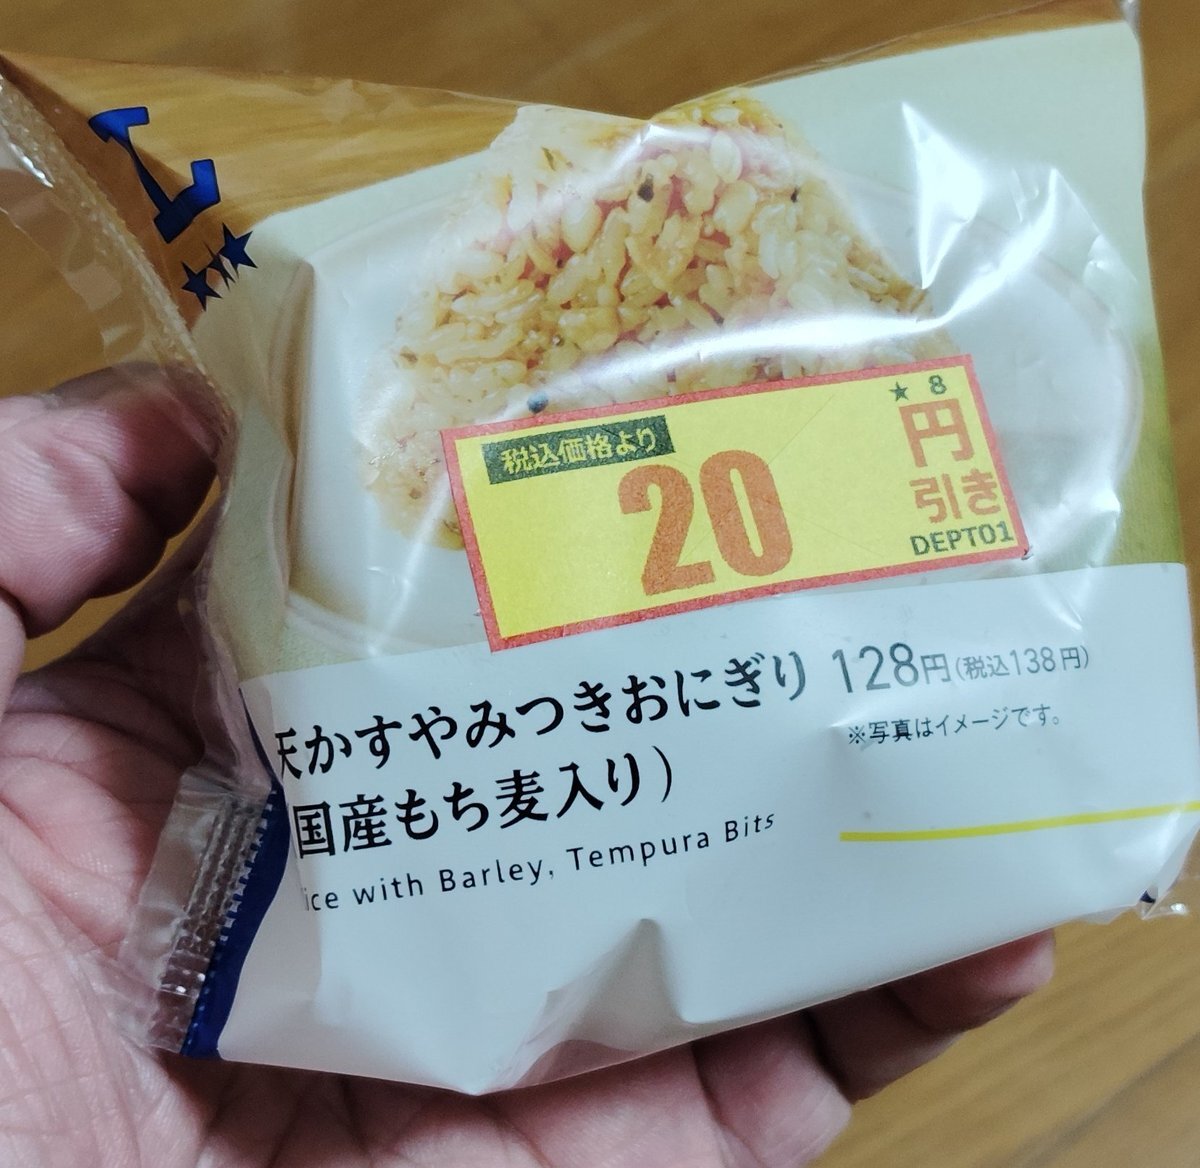 L
★ 8
税込価格より
20
円
引き
DEPT01
天かすやみつきおにぎり 128円(税込138円)
※写真はイメージです。
(国産もち麦入り)
ice with Barley, Tempura Bits